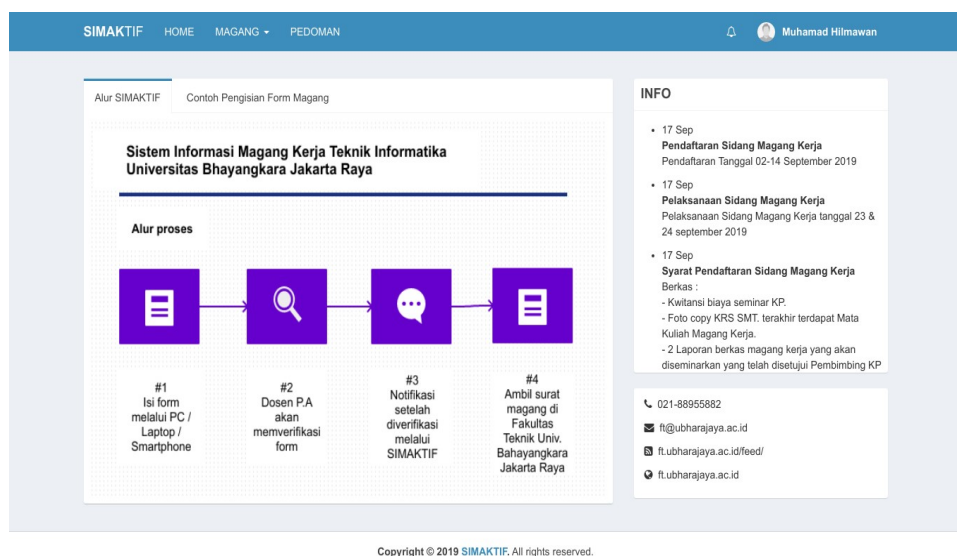 SIMAKTIF HOME MAGANG PEDOMAN Muhamad Hilmawan
Alur SIMAKTIF Contoh Pengisian Form Magang
Sistem Informasi Magang Kerja Teknik Informatika
Universitas Bhayangkara Jakarta Raya
Alur proses
#1
Isi form
melalui PC /
Laptop /
Smartphone
#2
Dosen P.A
akan
memverifikasi
form
#3
Notifikasi
setelah
diverifikasi
melalui
SIMAKTIF
#4
Ambil surat
magang di
Fakultas
Teknik Univ.
Bahayangkara
Jakarta Raya
INFO
17 Sep
Pendaftaran Sidang Magang Kerja
Pendaftaran Tanggal 02-14 September 2019
17 Sep
Pelaksanaan Sidang Magang Kerja
Pelaksanaan Sidang Magang Kerja tanggal 23 &
24 september 2019
17 Sep
Syarat Pendaftaran Sidang Magang Kerja
Berkas :
- Kwitansi biaya seminar KP.
- Foto copy KRS SMT. terakhir terdapat Mata
Kuliah Magang Kerja.
- 2 Laporan berkas magang kerja yang akan
diseminarkan yang telah disetujui Pembimbing KP
021-88955882
ft@ubharajaya.ac.id
ft.ubharajaya.ac.id/feed/
ft.ubharajaya.ac.id
Copyright © 2019 SIMAKTIF. All rights reserved.